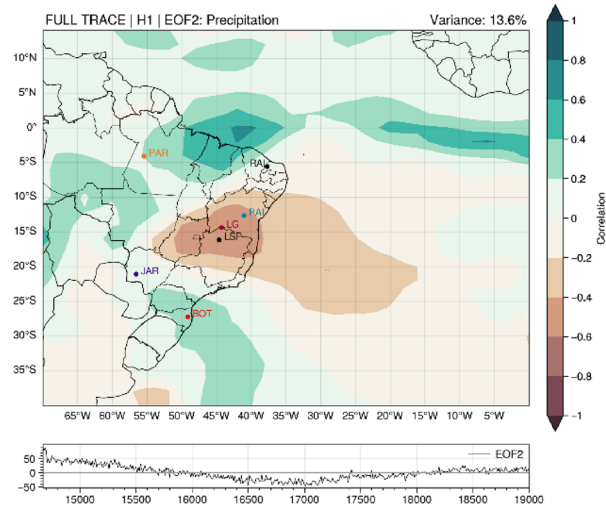 FULL TRACE | H1 | EOF2: Precipitation Variance: 13.6%
10°N
5°N
0°
5°S
10°S
15°S
20°S
25°S
30°S
35°S
PAR
RAI
PAI
LG
LSF
JAR
BOT
65°W 60°W 55°W 50°W 45°W 40°W 35°W 30°W 25°W 20°W 15°W 10°W 5°W
1
0.8
0.6
0.4
0.2
0
−0.2
−0.4
−0.6
−0.8
−1
Correlation
50
0
−50
EOF2
15000 15500 16000 16500 17000 17500 18000 18500 19000